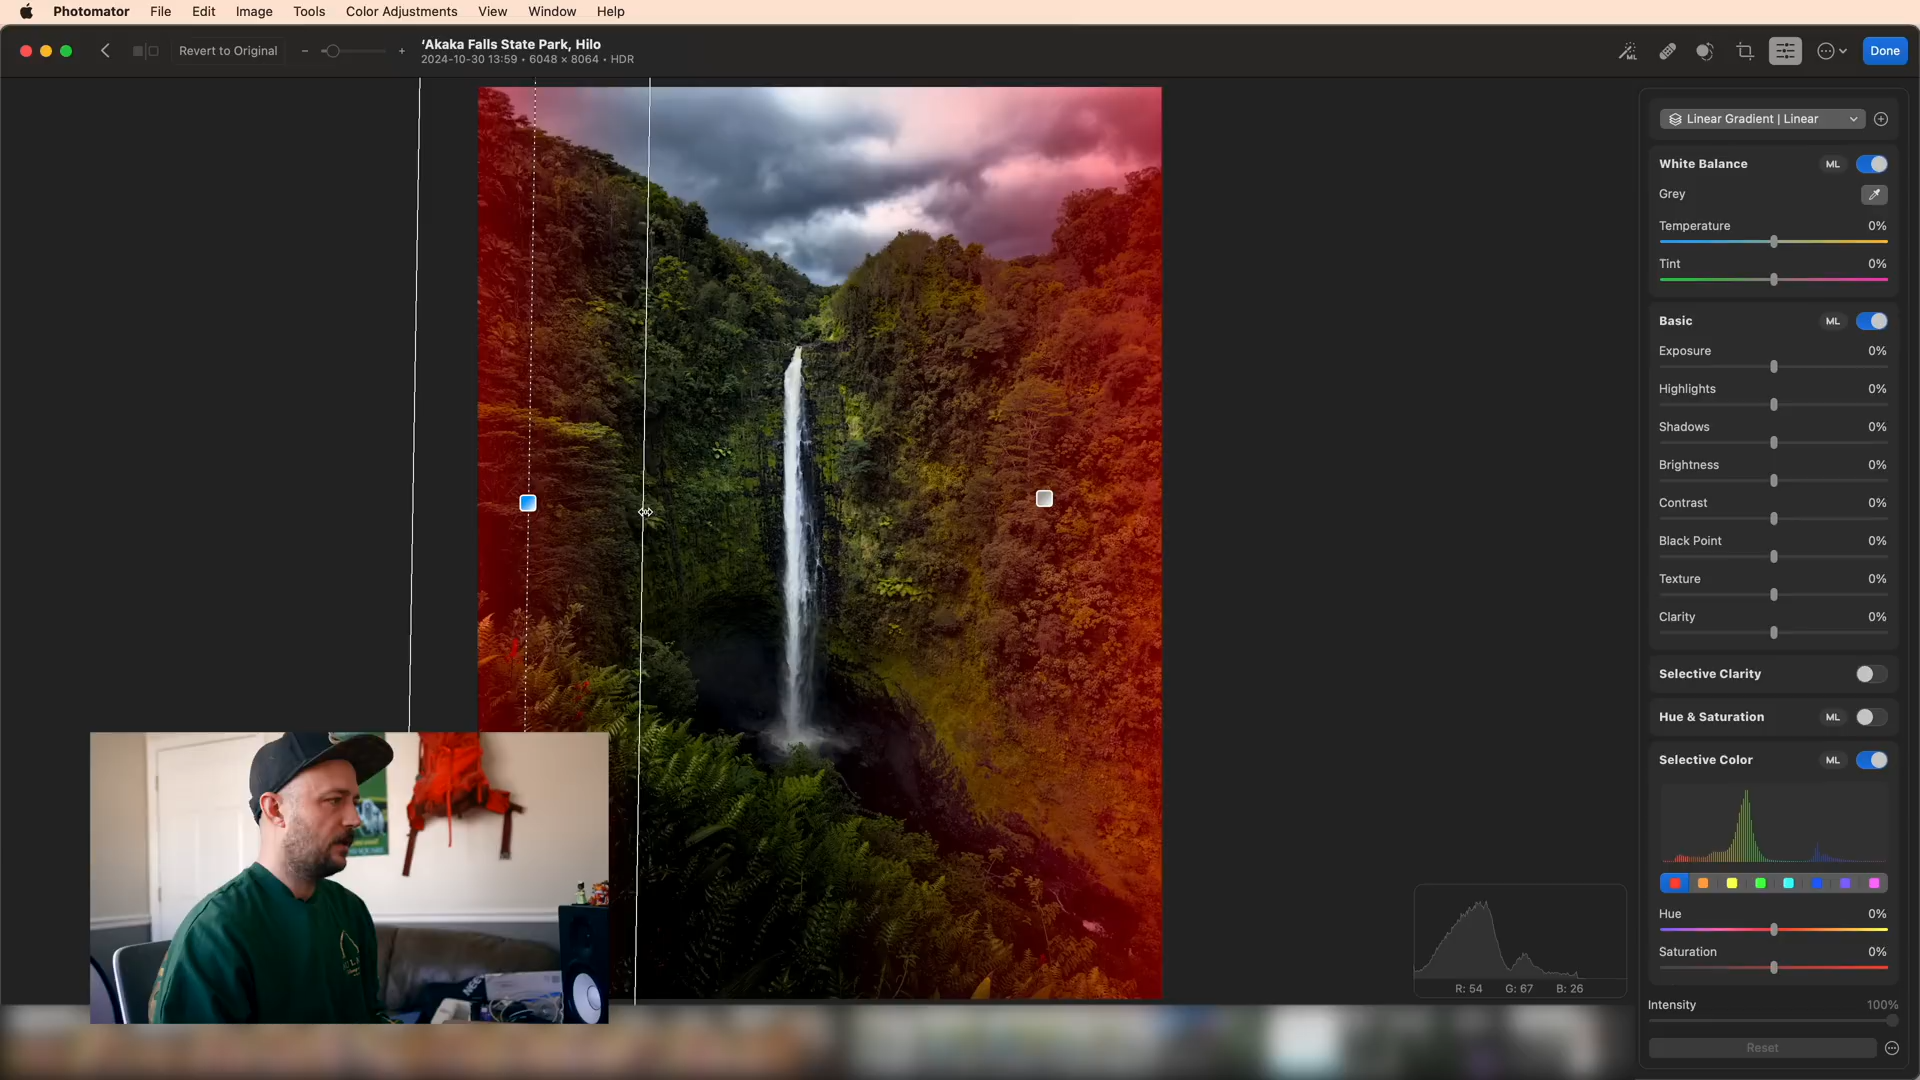 Photomator File Edit Image Tools Color Adjustments View Window Help
Revert to Original
‘Akaka Falls State Park, Hilo
2024-10-30 13:59 • 6048 × 8064 • HDR
ML
Done
Linear Gradient | Linear
White Balance ML
Grey
Temperature 0%
Tint 0%
Basic ML
Exposure 0%
Highlights 0%
Shadows 0%
Brightness 0%
Contrast 0%
Black Point 0%
Texture 0%
Clarity 0%
Selective Clarity
Hue & Saturation ML
Selective Color ML
Hue 0%
Saturation 0%
R: 54 G: 67 B: 26
Intensity 100%
Reset